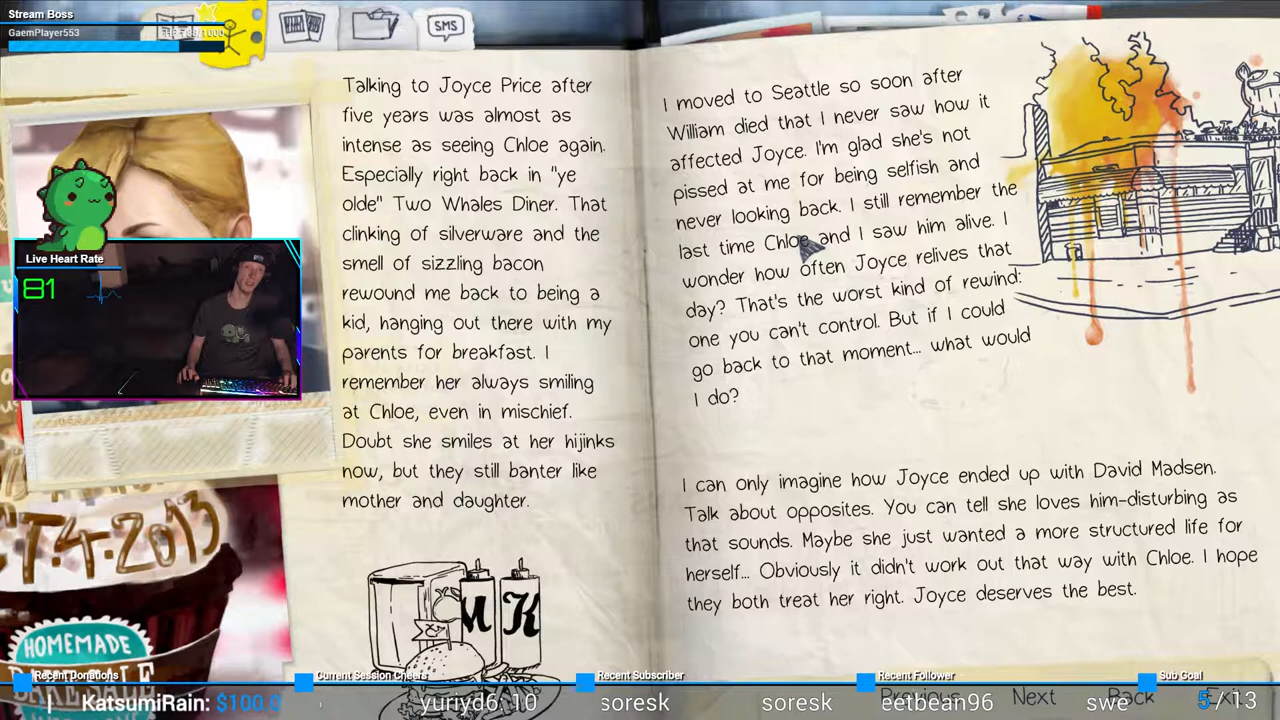 Stream Boss
GaemPlayer553
SMS
Talking to Joyce Price after
five years was almost as
intense as seeing Chloe again.
Especially right back in "ye
olde" Two Whales Diner. That
clinking of silverware and the
smell of sizzling bacon
rewound me back to being a
kid, hanging out there with my
parents for breakfast. I
remember her always smiling
at Chloe, even in mischief.
Doubt she smiles at her hijinks
now, but they still banter like
mother and daughter.
I moved to Seattle so soon after
William died that I never saw how it
affected Joyce. I'm glad she's not
pissed at me for being selfish and
never looking back. I still remember the
last time Chloe and I saw him alive. I
wonder how often Joyce relives that
day? That's the worst kind of rewind:
one you can't control. But if I could
go back to that moment... what would
I do?
I can only imagine how Joyce ended up with David Madsen.
Talk about opposites. You can tell she loves him-disturbing as
that sounds. Maybe she just wanted a more structured life for
herself... Obviously it didn't work out that way with Chloe. I hope
they both treat her right. Joyce deserves the best.
Live Heart Rate
81
M K
CT.4.2013
HOMEMADE
BAKE SALE
Recent Donations
Current Session Cheers
Recent Subscriber
Recent Follower
Sub Goal
KatsumiRain: $100.0
yuriyd6_10
soresk
soresk
eetbean96
swe
5 / 13
Previous
Next
Back
Exit